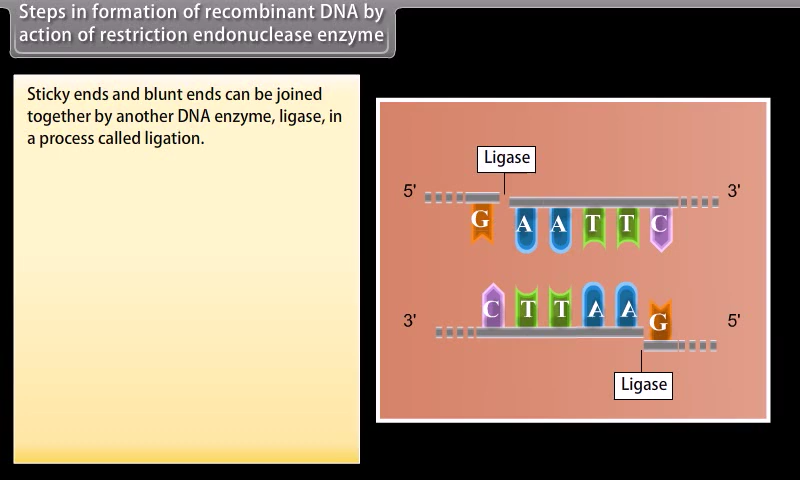 Steps in formation of recombinant DNA by
action of restriction endonuclease enzyme
Sticky ends and blunt ends can be joined
together by another DNA enzyme, ligase, in
a process called ligation.
Ligase
5' 3'
G A A T T C
C T T A A G
3' 5'
Ligase